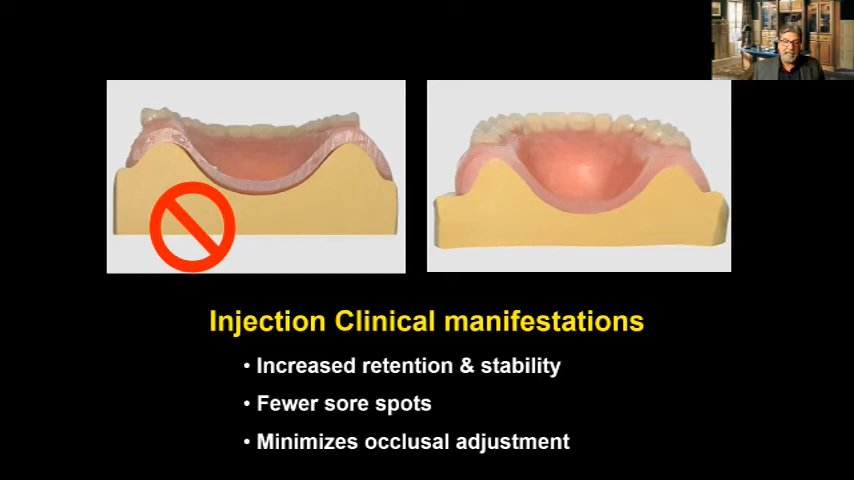 Injection Clinical manifestations
• Increased retention & stability
• Fewer sore spots
• Minimizes occlusal adjustment